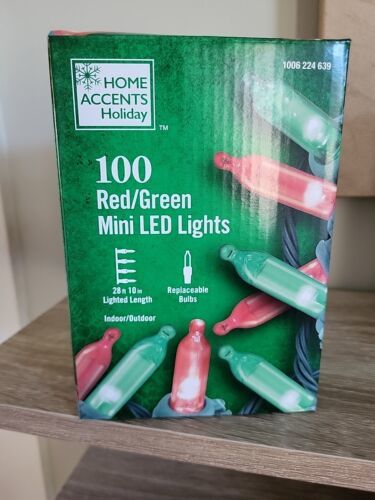 HOME
ACCENTS
Holiday
TM
1006 224 639
100
Red/Green
Mini LED Lights
28 ft 10 in
Lighted Length
Replaceable
Bulbs
Indoor/Outdoor